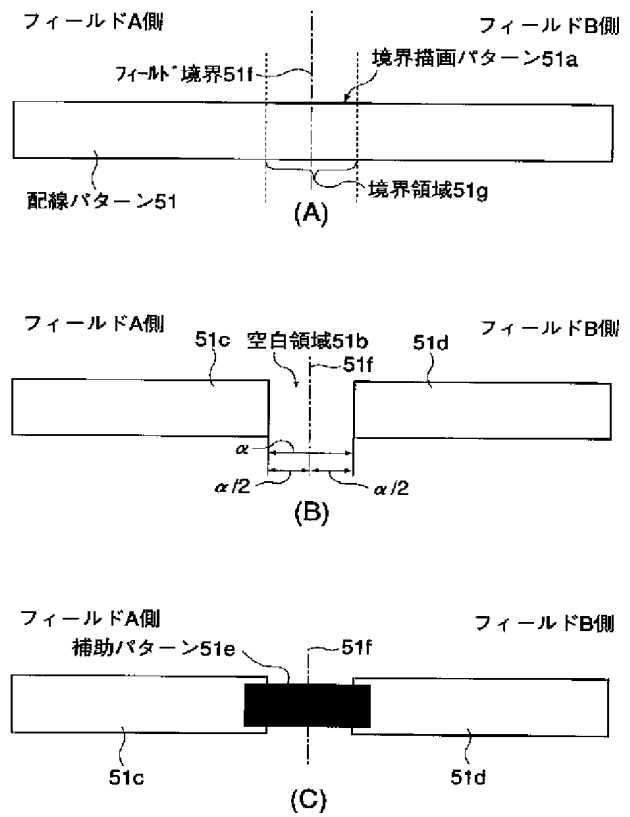 フィールドA側
フィールドB側
フィールド境界51f
境界描画パターン51a
配線パターン51
境界領域51g
(A)
フィールドA側
フィールドB側
51c
空白領域51b
51f
51d
α
α/2
α/2
(B)
フィールドA側
フィールドB側
補助パターン51e
51f
51c
51d
(C)